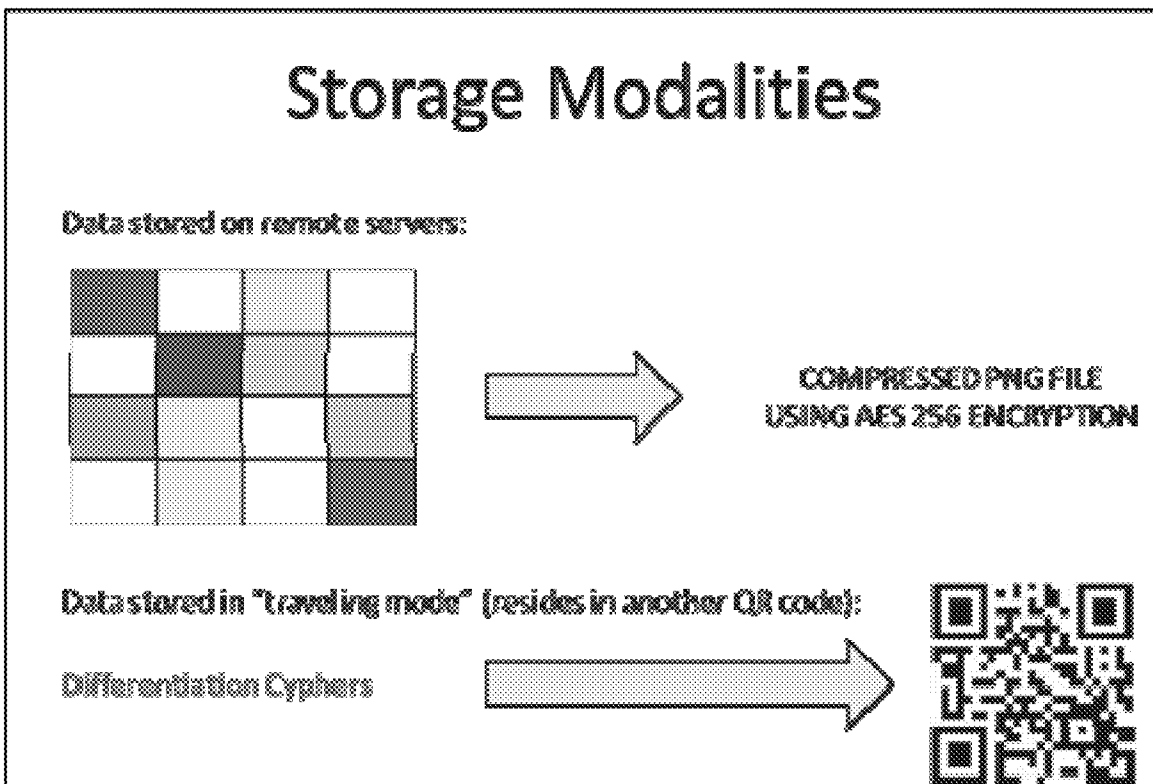 Storage Modalities
Data stored on remote servers:
COMPRESSED PNG FILE
USING AES 256 ENCRYPTION
Data stored in "traveling mode" (resides in another QR code):
Differentiation Cyphers